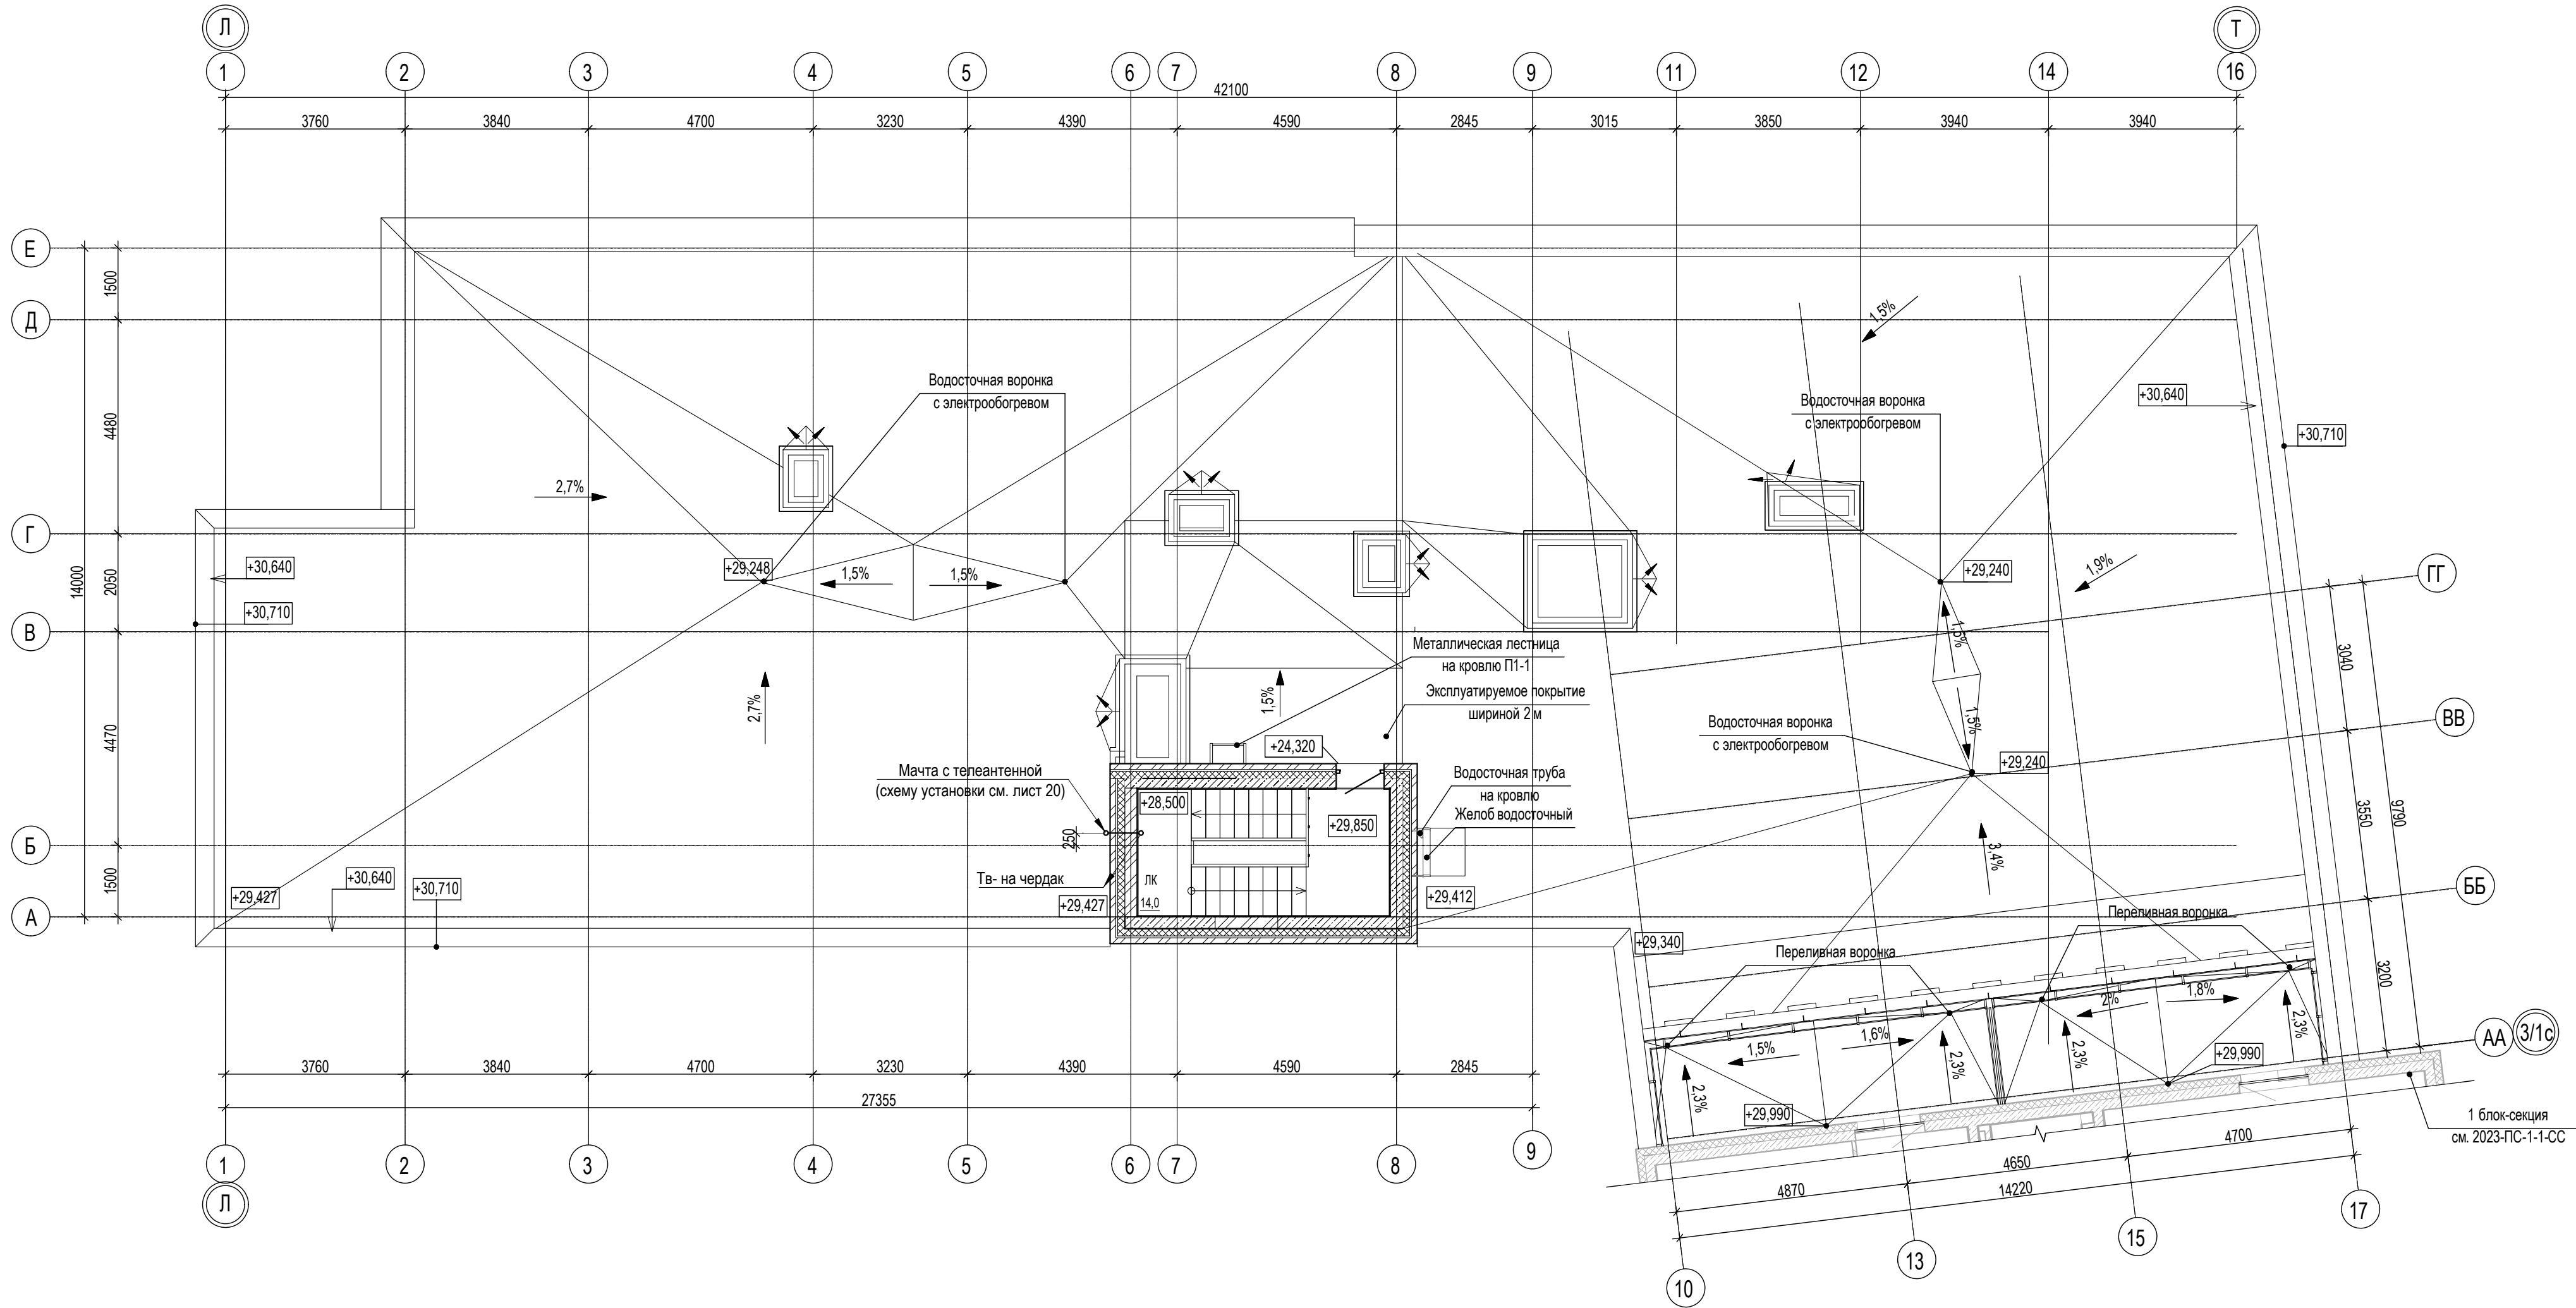 Л
Т
1
2
3
4
5
6
7
8
9
11
12
14
16
42100
3760
3840
4700
3230
4390
4590
2845
3015
3850
3940
3940
Е
Д
Г
В
Б
А
1500
4480
2050
4470
1500
14000
1,5%
Водосточная воронка
с электрообогревом
Водосточная воронка
с электрообогревом
+30,640
+30,710
2,7%
+30,640
+30,710
+29,248
1,5%
1,5%
+29,240
1,9%
ГГ
1,5%
Металлическая лестница
на кровлю П1-1
Эксплуатируемое покрытие
шириной 2 м
2,7%
1,5%
1,5%
3040
ВВ
Водосточная воронка
с электрообогревом
+24,320
+29,240
Мачта с телеантенной
(схему установки см. лист 20)
Водосточная труба
на кровлю
Желоб водосточный
+28,500
+29,850
250
3550
9790
3,4%
Тв- на чердак
ЛК
14,0
+29,427
+30,640
+30,710
+29,427
+29,412
ББ
Переливная воронка
+29,340
Переливная воронка
3200
2%
1,8%
2,3%
1,5%
1,6%
2,3%
2,3%
2,3%
+29,990
+29,990
АА
3/1с
1 блок-секция
см. 2023-ПС-1-1-СС
3760
3840
4700
3230
4390
4590
2845
27355
4870
4650
4700
14220
1
2
3
4
5
6
7
8
9
Л
10
13
15
17